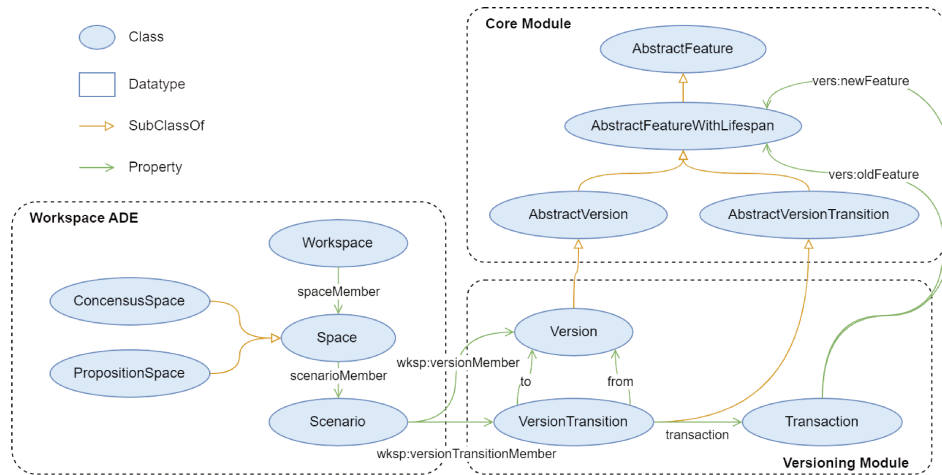 Class
Datatype
SubClassOf
Property
Core Module
AbstractFeature
vers:newFeature
AbstractFeatureWithLifespan
vers:oldFeature
AbstractVersion
AbstractVersionTransition
Workspace ADE
Workspace
spaceMember
ConcensusSpace
Space
PropositionSpace
scenarioMember
Scenario
wksp:versionMember
wksp:versionTransitionMember
Version
to
from
VersionTransition
transaction
Transaction
Versioning Module